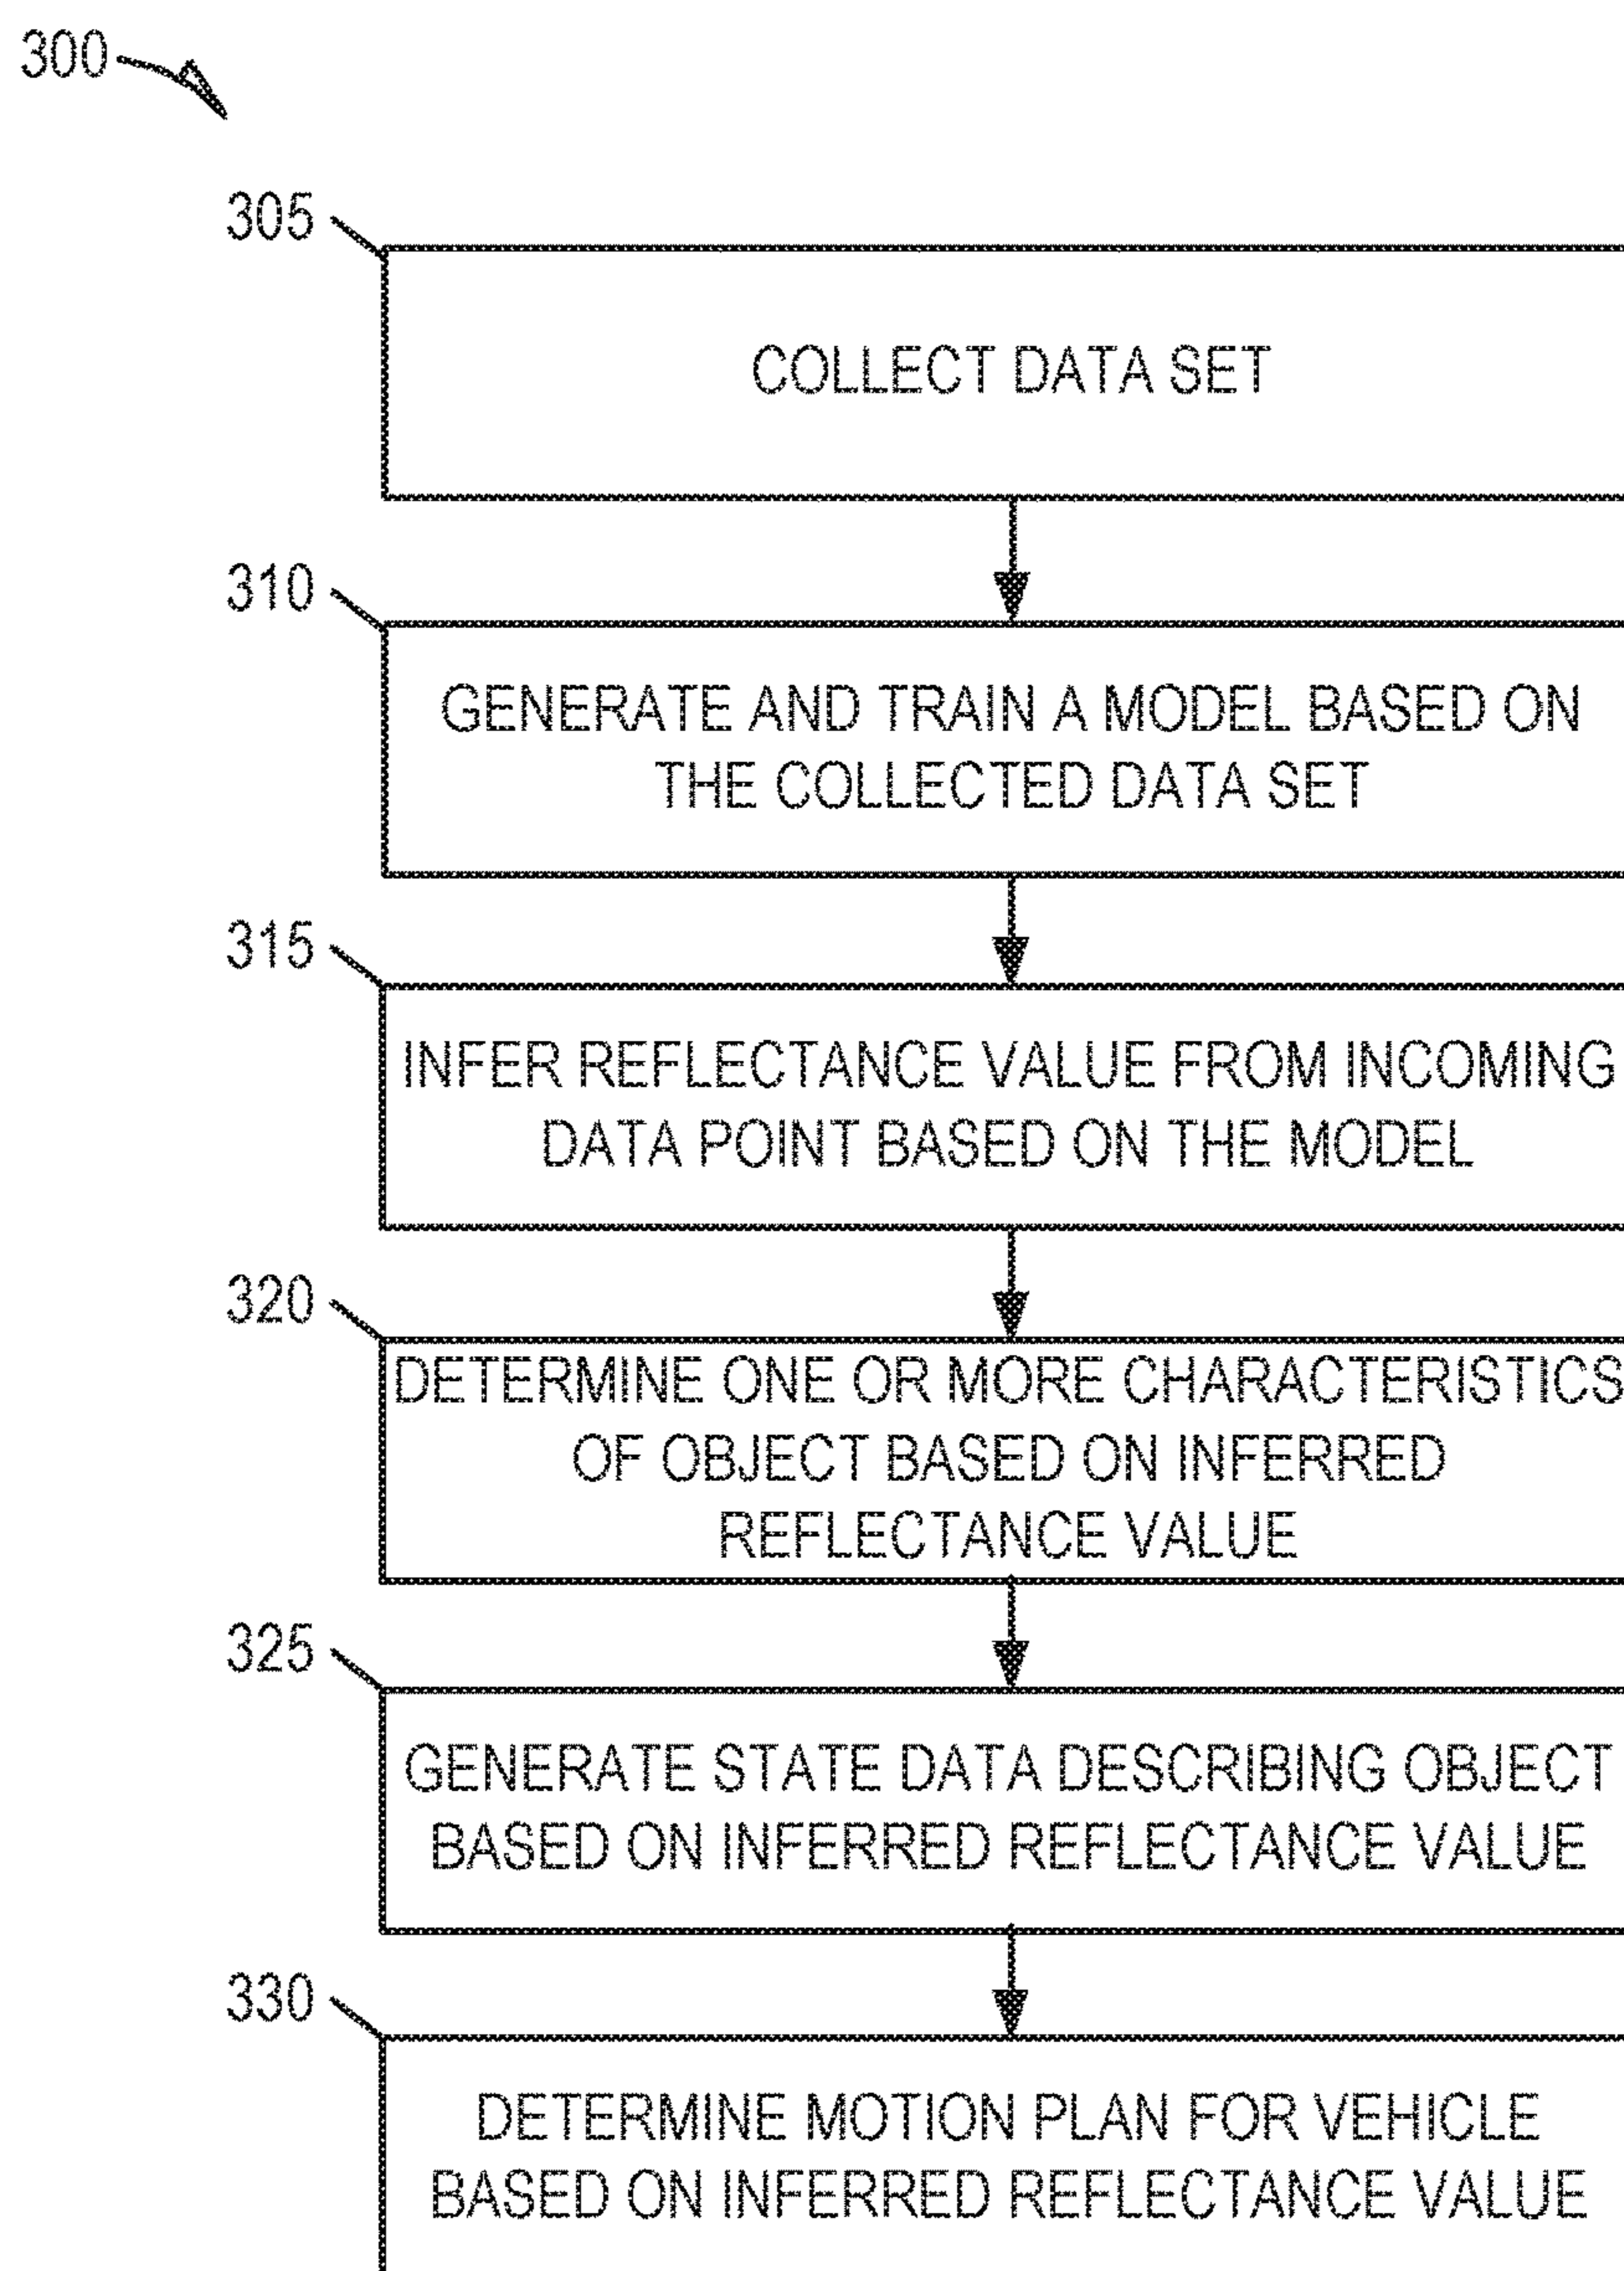 300
305
COLLECT DATA SET
310
GENERATE AND TRAIN A MODEL BASED ON
THE COLLECTED DATA SET
315
INFER REFLECTANCE VALUE FROM INCOMING
DATA POINT BASED ON THE MODEL
320
DETERMINE ONE OR MORE CHARACTERISTICS
OF OBJECT BASED ON INFERRED
REFLECTANCE VALUE
325
GENERATE STATE DATA DESCRIBING OBJECT
BASED ON INFERRED REFLECTANCE VALUE
330
DETERMINE MOTION PLAN FOR VEHICLE
BASED ON INFERRED REFLECTANCE VALUE